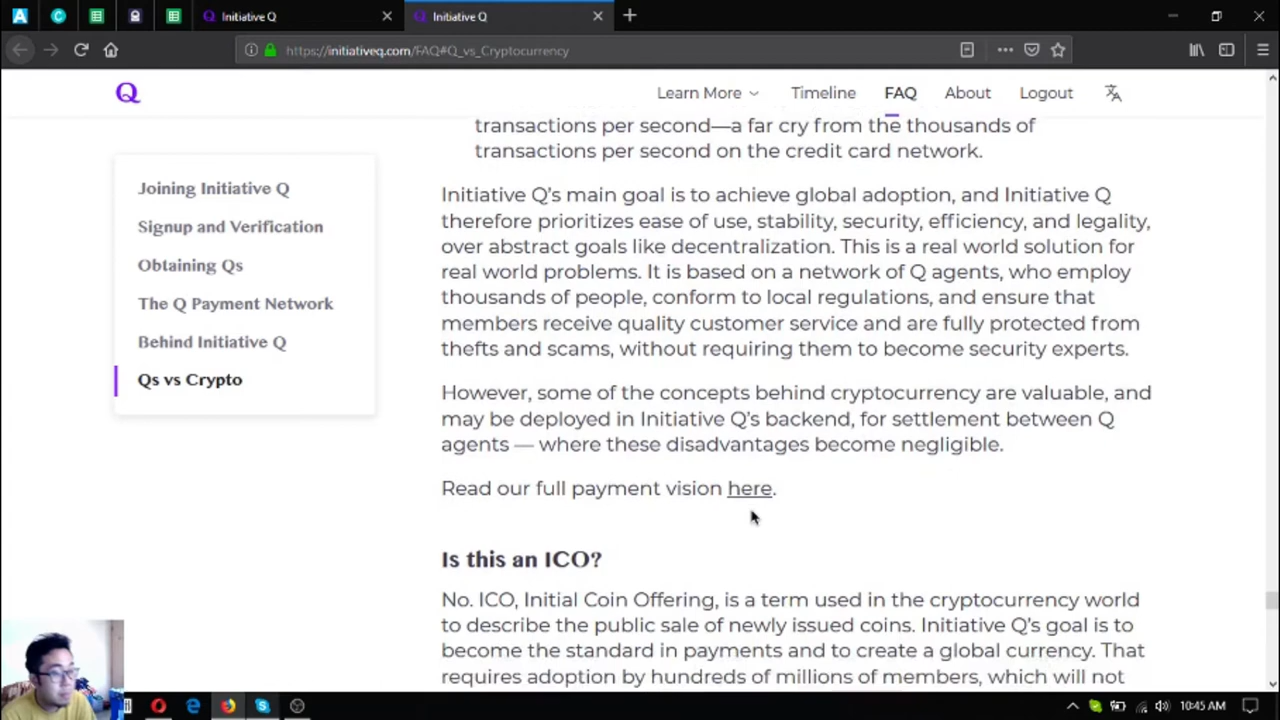 Initiative Q
Initiative Q
https://initiativeq.com/FAQ#Q_vs_Cryptocurrency
Q
Learn More
Timeline
FAQ
About
Logout
Joining Initiative Q
Signup and Verification
Obtaining Qs
The Q Payment Network
Behind Initiative Q
Qs vs Crypto
transactions per second—a far cry from the thousands of
transactions per second on the credit card network.
Initiative Q's main goal is to achieve global adoption, and Initiative Q
therefore prioritizes ease of use, stability, security, efficiency, and legality,
over abstract goals like decentralization. This is a real world solution for
real world problems. It is based on a network of Q agents, who employ
thousands of people, conform to local regulations, and ensure that
members receive quality customer service and are fully protected from
thefts and scams, without requiring them to become security experts.
However, some of the concepts behind cryptocurrency are valuable, and
may be deployed in Initiative Q's backend, for settlement between Q
agents — where these disadvantages become negligible.
Read our full payment vision here.
Is this an ICO?
No. ICO, Initial Coin Offering, is a term used in the cryptocurrency world
to describe the public sale of newly issued coins. Initiative Q's goal is to
become the standard in payments and to create a global currency. That
requires adoption by hundreds of millions of members, which will not
10:45 AM